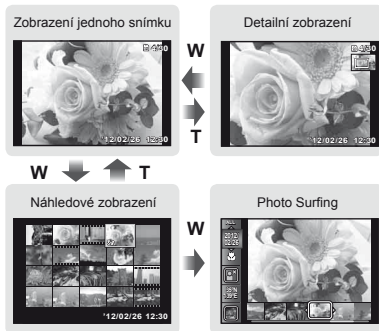 Zobrazení jednoho snímku
4/30
'12/02/26 12:30
W
T
Detailní zobrazení
4/30
'12/02/26 12:30
W
T
Náhledové zobrazení
'12/02/26 12:30
W
Photo Surfing
ALL
2012
02/26